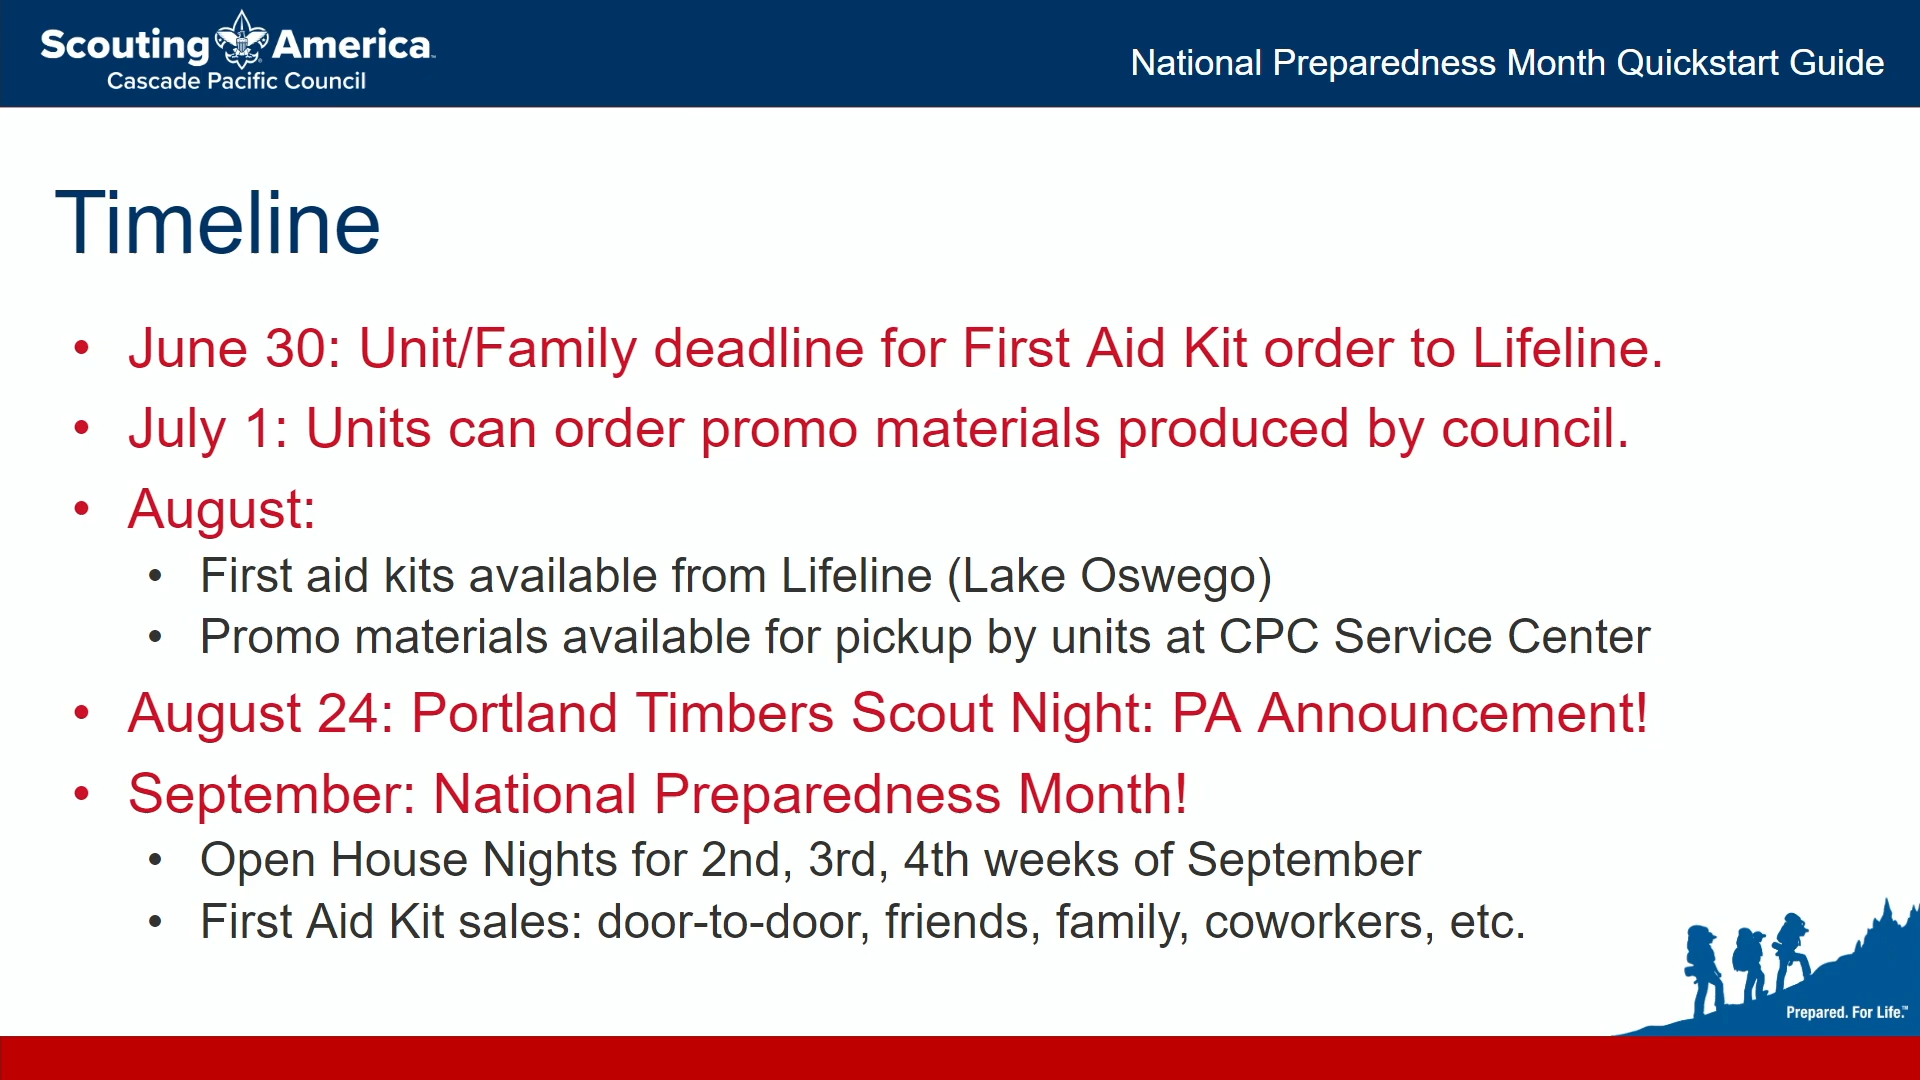 Scouting America
Cascade Pacific Council
National Preparedness Month Quickstart Guide
Timeline
• June 30: Unit/Family deadline for First Aid Kit order to Lifeline.
• July 1: Units can order promo materials produced by council.
• August:
• First aid kits available from Lifeline (Lake Oswego)
• Promo materials available for pickup by units at CPC Service Center
• August 24: Portland Timbers Scout Night: PA Announcement!
• September: National Preparedness Month!
• Open House Nights for 2nd, 3rd, 4th weeks of September
• First Aid Kit sales: door-to-door, friends, family, coworkers, etc.
Prepared. For Life.™